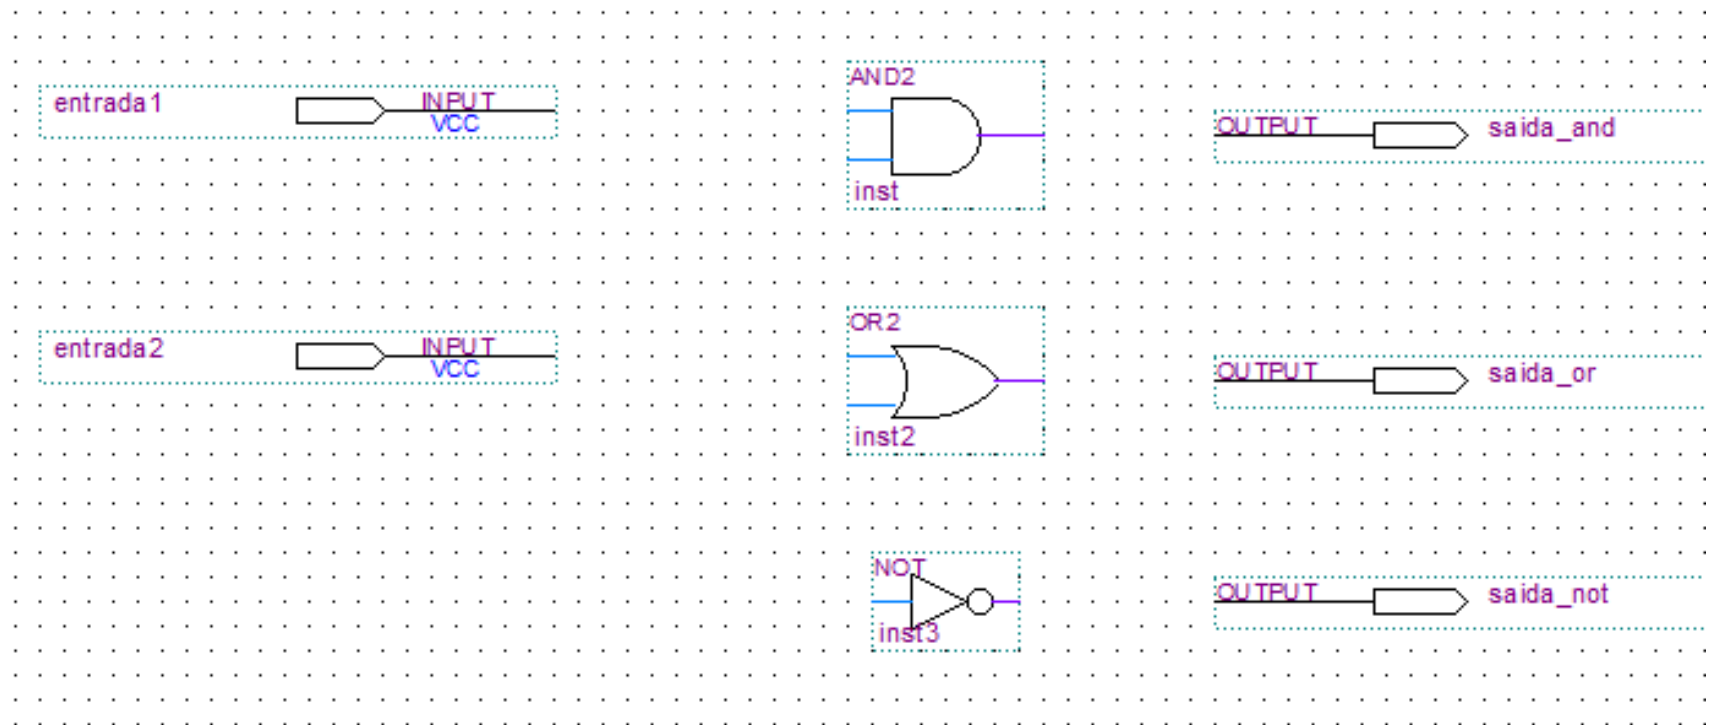 entrada1
INPUT
VCC
AND2
inst
OUTPUT
saida_and
entrada2
INPUT
VCC
OR2
inst2
OUTPUT
saida_or
NOT
inst3
OUTPUT
saida_not